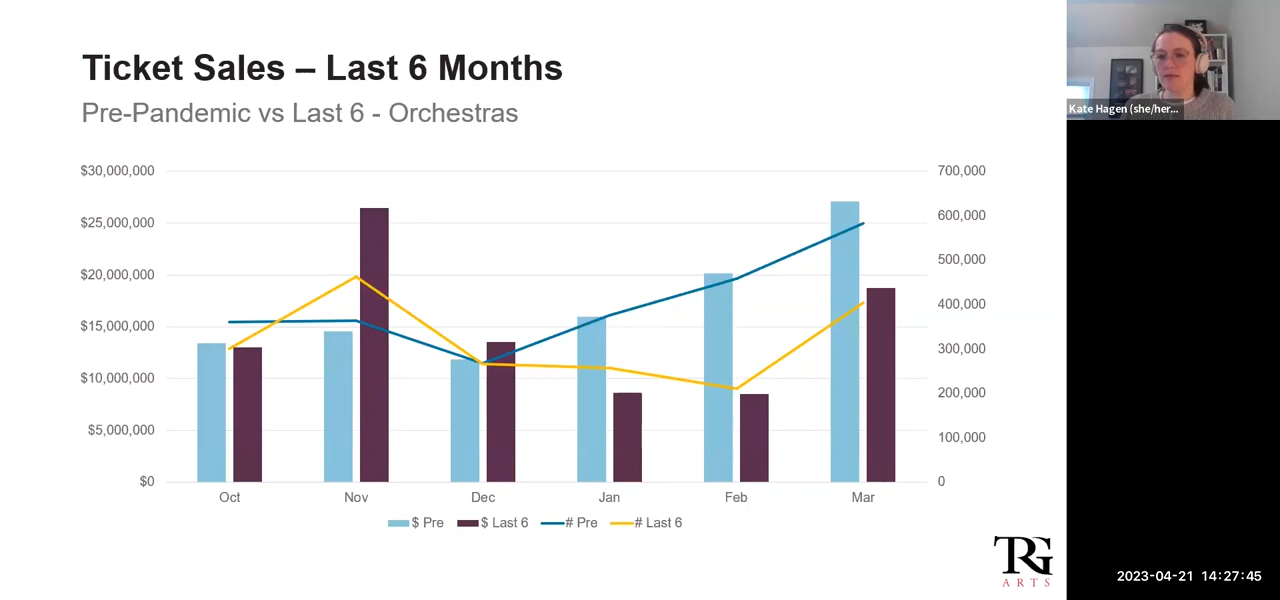 Ticket Sales – Last 6 Months
Pre-Pandemic vs Last 6 - Orchestras
$30,000,000
$25,000,000
$20,000,000
$15,000,000
$10,000,000
$5,000,000
$0
700,000
600,000
500,000
400,000
300,000
200,000
100,000
0
Oct Nov Dec Jan Feb Mar
$ Pre $ Last 6 # Pre # Last 6
TRG
ARTS
Kate Hagen (she/her...
2023-04-21 14:27:45